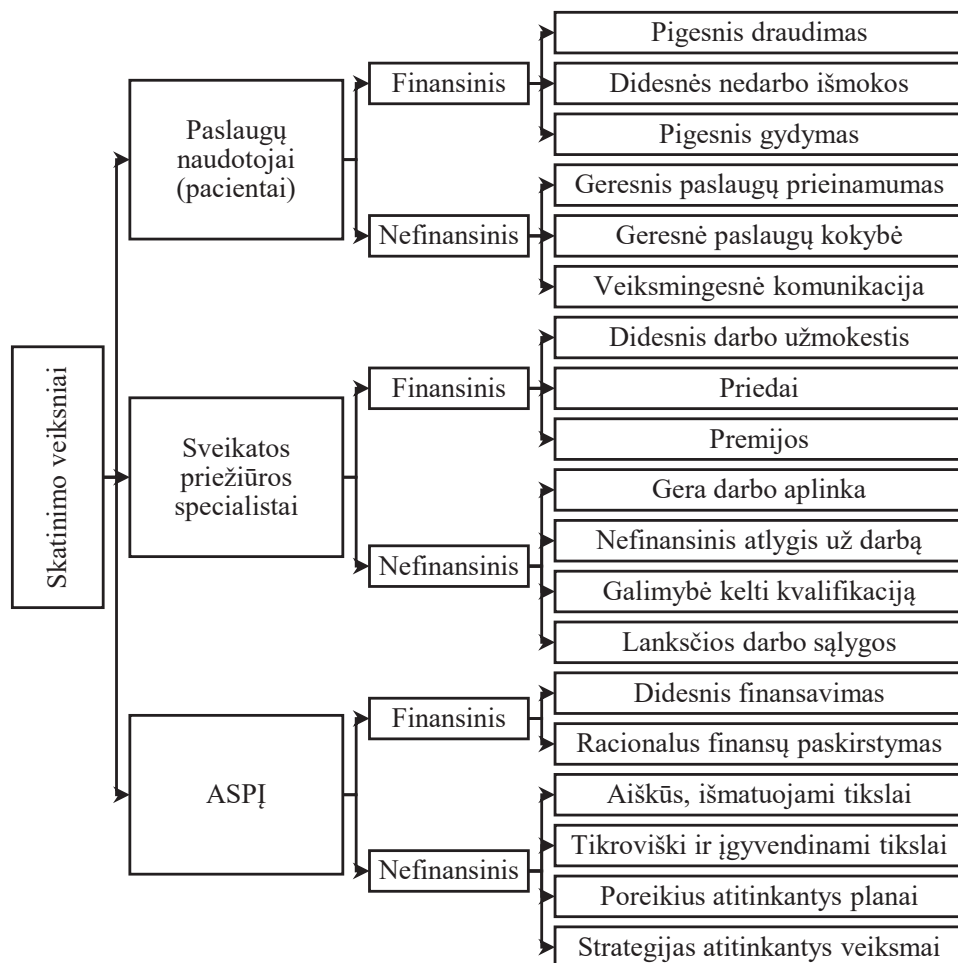 Skatinimo veiksniai
Paslaugų
naudotojai
(pacientai)
Finansinis
Pigesnis draudimas
Didesnės nedarbo išmokos
Pigesnis gydymas
Nefinansinis
Geresnis paslaugų prieinamumas
Geresnė paslaugų kokybė
Veiksmingesnė komunikacija
Sveikatos
priežiūros
specialistai
Finansinis
Didesnis darbo užmokestis
Priedai
Premijos
Nefinansinis
Gera darbo aplinka
Nefinansinis atlygis už darbą
Galimybė kelti kvalifikaciją
Lanksčios darbo sąlygos
ASPĮ
Finansinis
Didesnis finansavimas
Racionalus finansų paskirstymas
Nefinansinis
Aiškūs, išmatuojami tikslai
Tikroviški ir įgyvendinami tikslai
Poreikius atitinkantys planai
Strategijas atitinkantys veiksmai